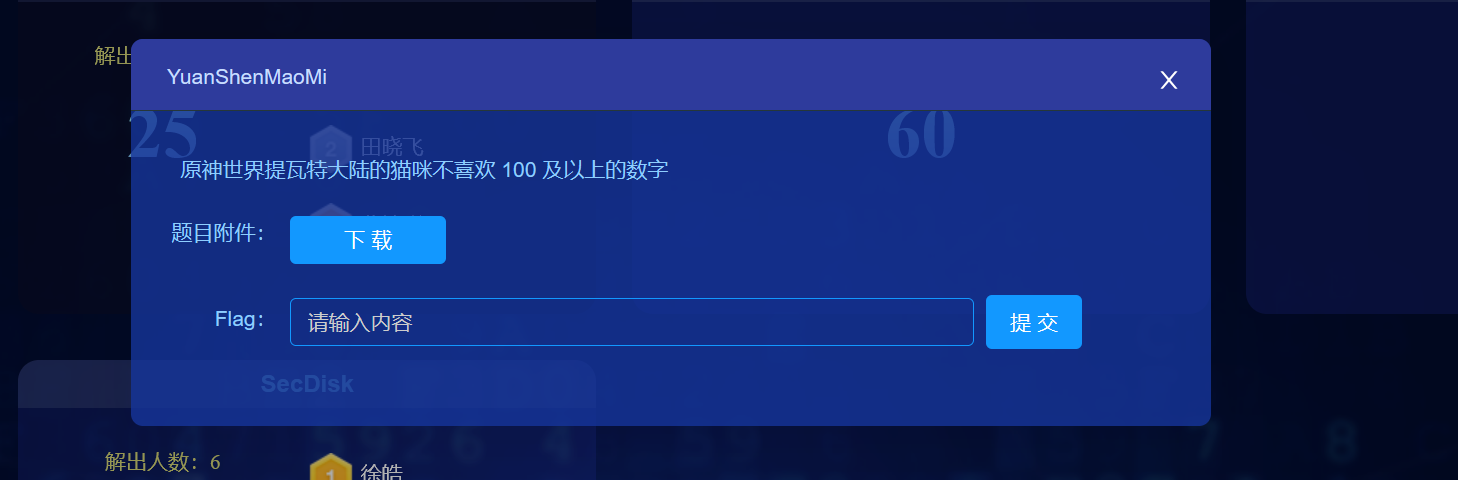 解出
YuanShenMaoMi
X
25
60
田晓飞
原神世界提瓦特大陆的猫咪不喜欢 100 及以上的数字
题目附件：
下 载
Flag：
请输入内容
提 交
SecDisk
解出人数：6
1
徐皓